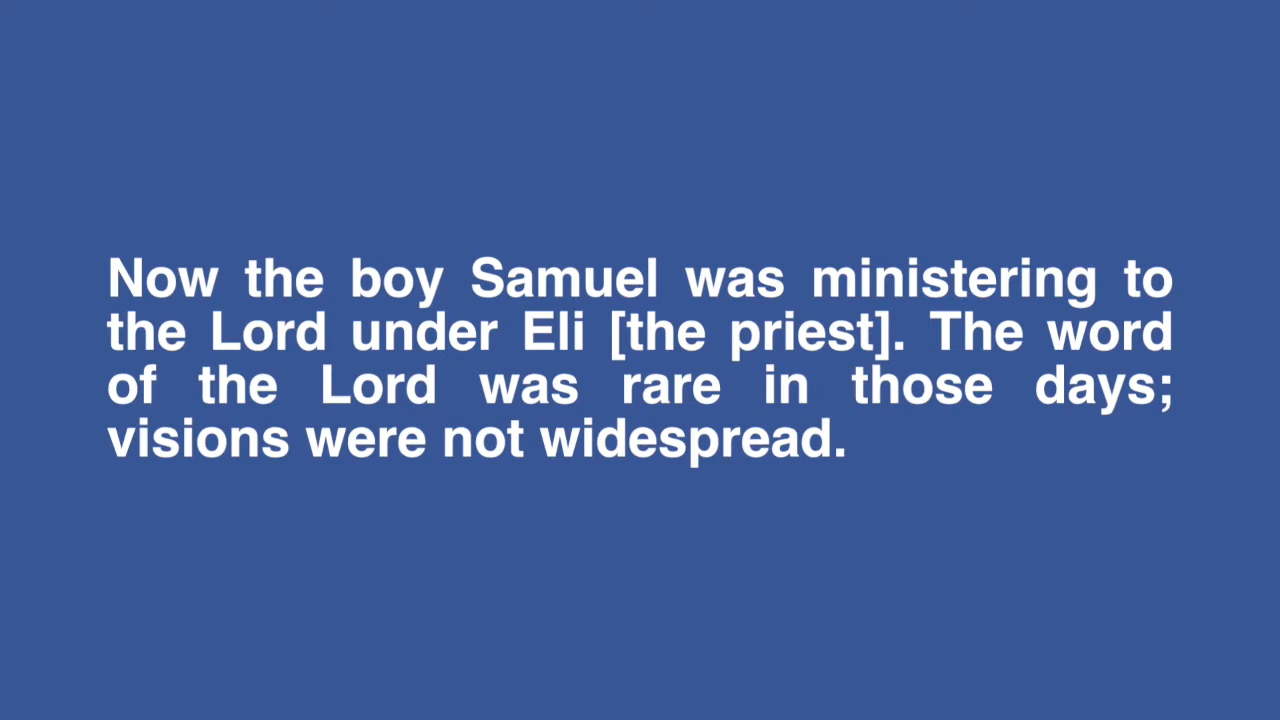 Now the boy Samuel was ministering to
the Lord under Eli [the priest]. The word
of the Lord was rare in those days;
visions were not widespread.